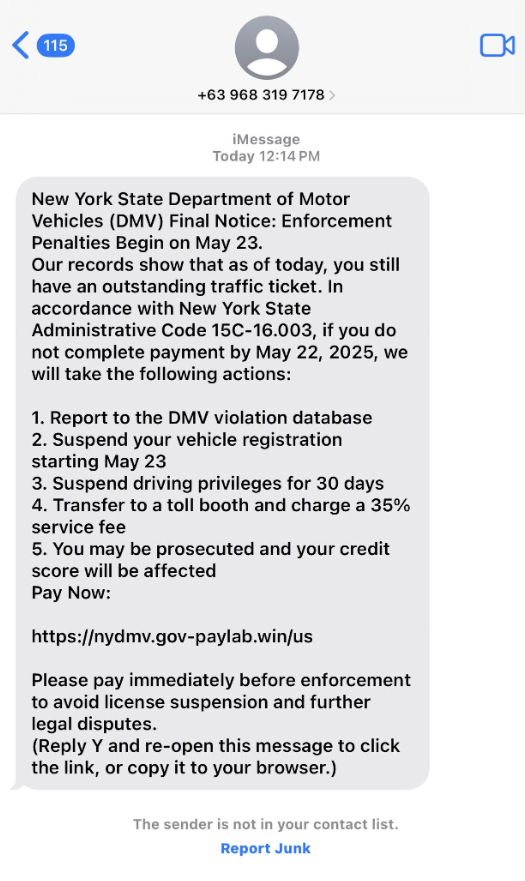 115
+63 968 319 7178
iMessage
Today 12:14 PM
New York State Department of Motor
Vehicles (DMV) Final Notice: Enforcement
Penalties Begin on May 23.
Our records show that as of today, you still
have an outstanding traffic ticket. In
accordance with New York State
Administrative Code 15C-16.003, if you do
not complete payment by May 22, 2025, we
will take the following actions:
1. Report to the DMV violation database
2. Suspend your vehicle registration
starting May 23
3. Suspend driving privileges for 30 days
4. Transfer to a toll booth and charge a 35%
service fee
5. You may be prosecuted and your credit
score will be affected
Pay Now:
https://nydmv.gov-paylab.win/us
Please pay immediately before enforcement
to avoid license suspension and further
legal disputes.
(Reply Y and re-open this message to click
the link, or copy it to your browser.)
The sender is not in your contact list.
Report Junk